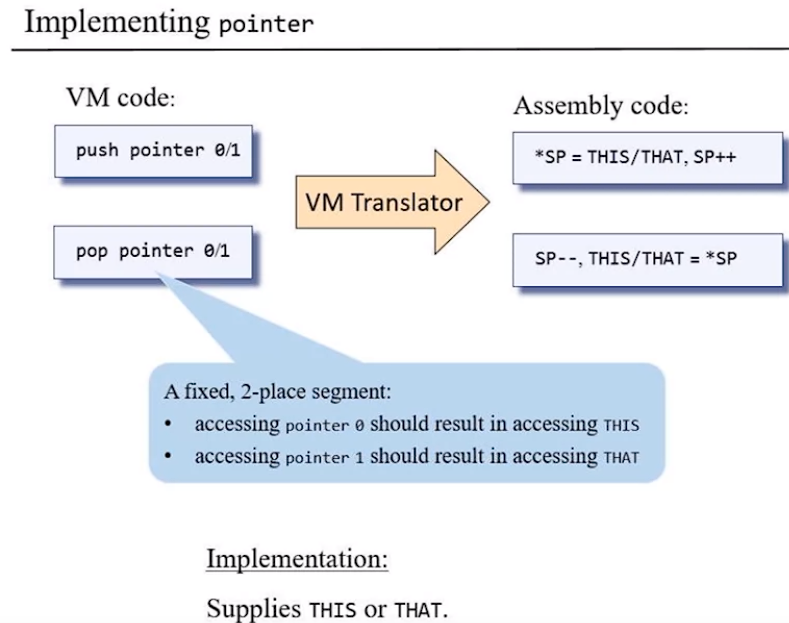 Implementing pointer
VM code:
push pointer 0/1
pop pointer 0/1
VM Translator
Assembly code:
*SP = THIS/THAT, SP++
SP--, THIS/THAT = *SP
A fixed, 2-place segment:
• accessing pointer 0 should result in accessing THIS
• accessing pointer 1 should result in accessing THAT
Implementation:
Supplies THIS or THAT.